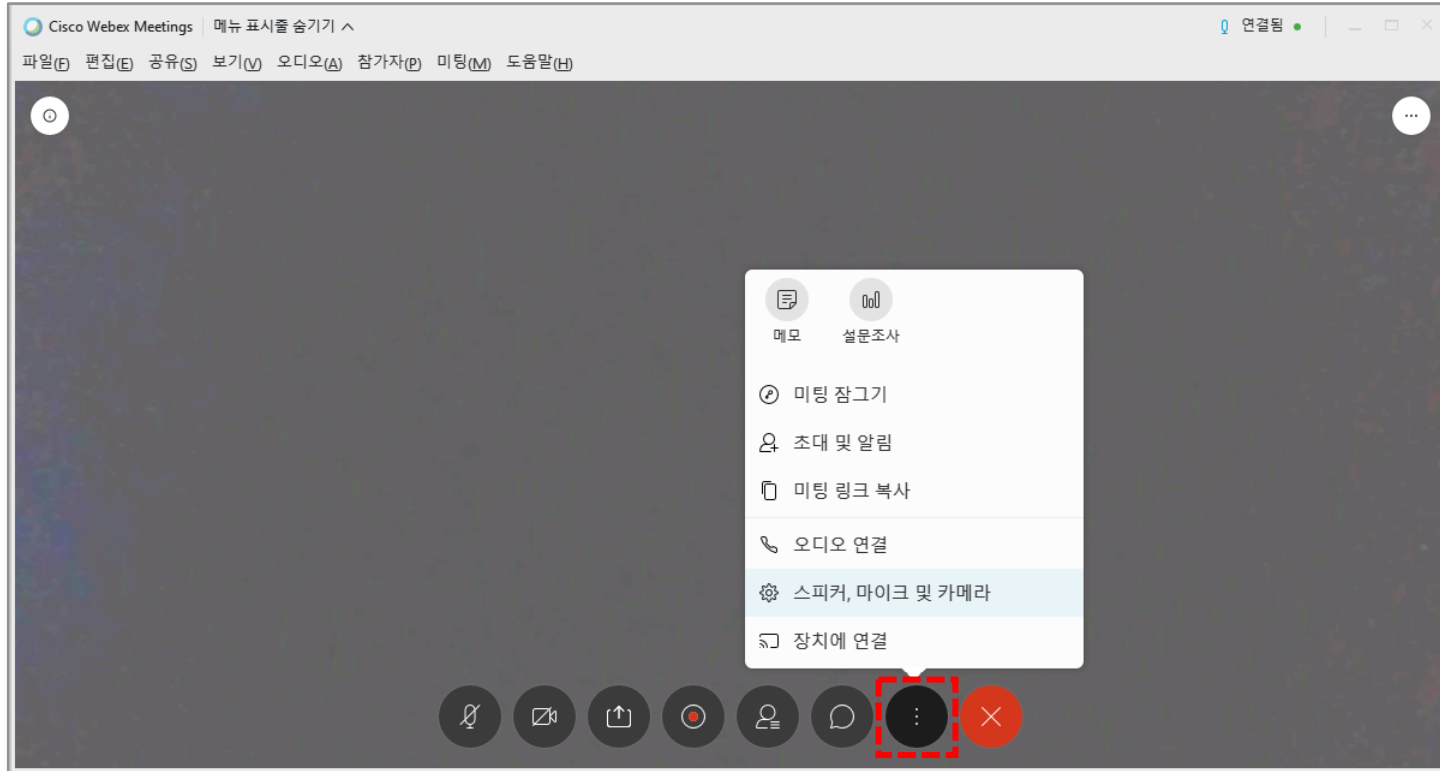 Cisco Webex Meetings 메뉴 표시줄 숨기기 연결됨
파일(F) 편집(E) 공유(S) 보기(V) 오디오(A) 참가자(P) 미팅(M) 도움말(H)
메모 설문조사
미팅 잠그기
초대 및 알림
미팅 링크 복사
오디오 연결
스피커, 마이크 및 카메라
장치에 연결